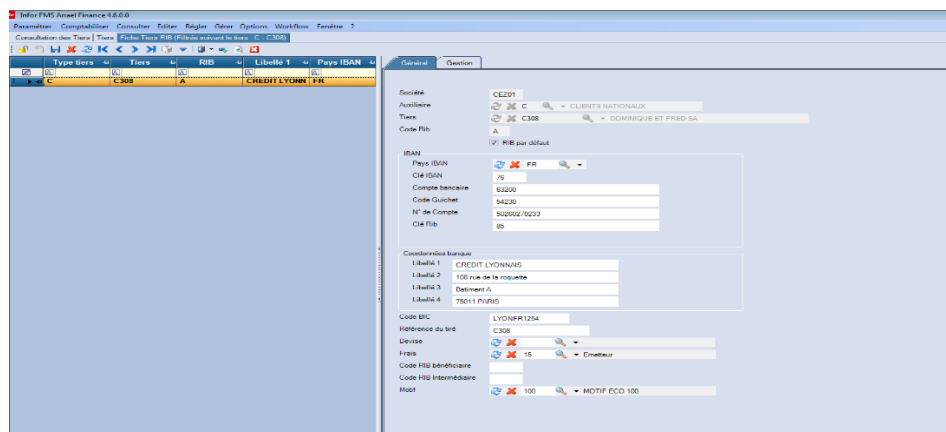 Infor FMS Anael Finance 4.6.0.0
Paramétrer Comptabiliser Consulter Editer Régler Gérer Options Workflow Fenêtre ?
Consultation des Tiers Tiers Fiche Tiers RIB (Filtrée suivant le tiers : C - C308)
Type tiers Tiers RIB Libellé 1 Pays IBAN
C C308 A CREDIT LYONN FR
Général Gestion
Société CEZ01
Auxiliaire C CLIENTS NATIONAUX
Tiers C308 DOMINIQUE ET FRED SA
Code Rib A
RIB par défaut
IBAN
Pays IBAN FR
Clé IBAN 76
Compte bancaire 63200
Code Guichet 54230
N° de Compte 50260270233
Clé Rib 85
Coordonnées banque
Libellé 1 CREDIT LYONNAIS
Libellé 2 108 rue de la roquette
Libellé 3 Batiment A
Libellé 4 75011 PARIS
Code BIC LYONFR1254
Référence du tiré C308
Devise
Frais 15 Emetteur
Code RIB bénéficiaire
Code RIB Intermédiaire
Motif 100 MOTIF ECO 100